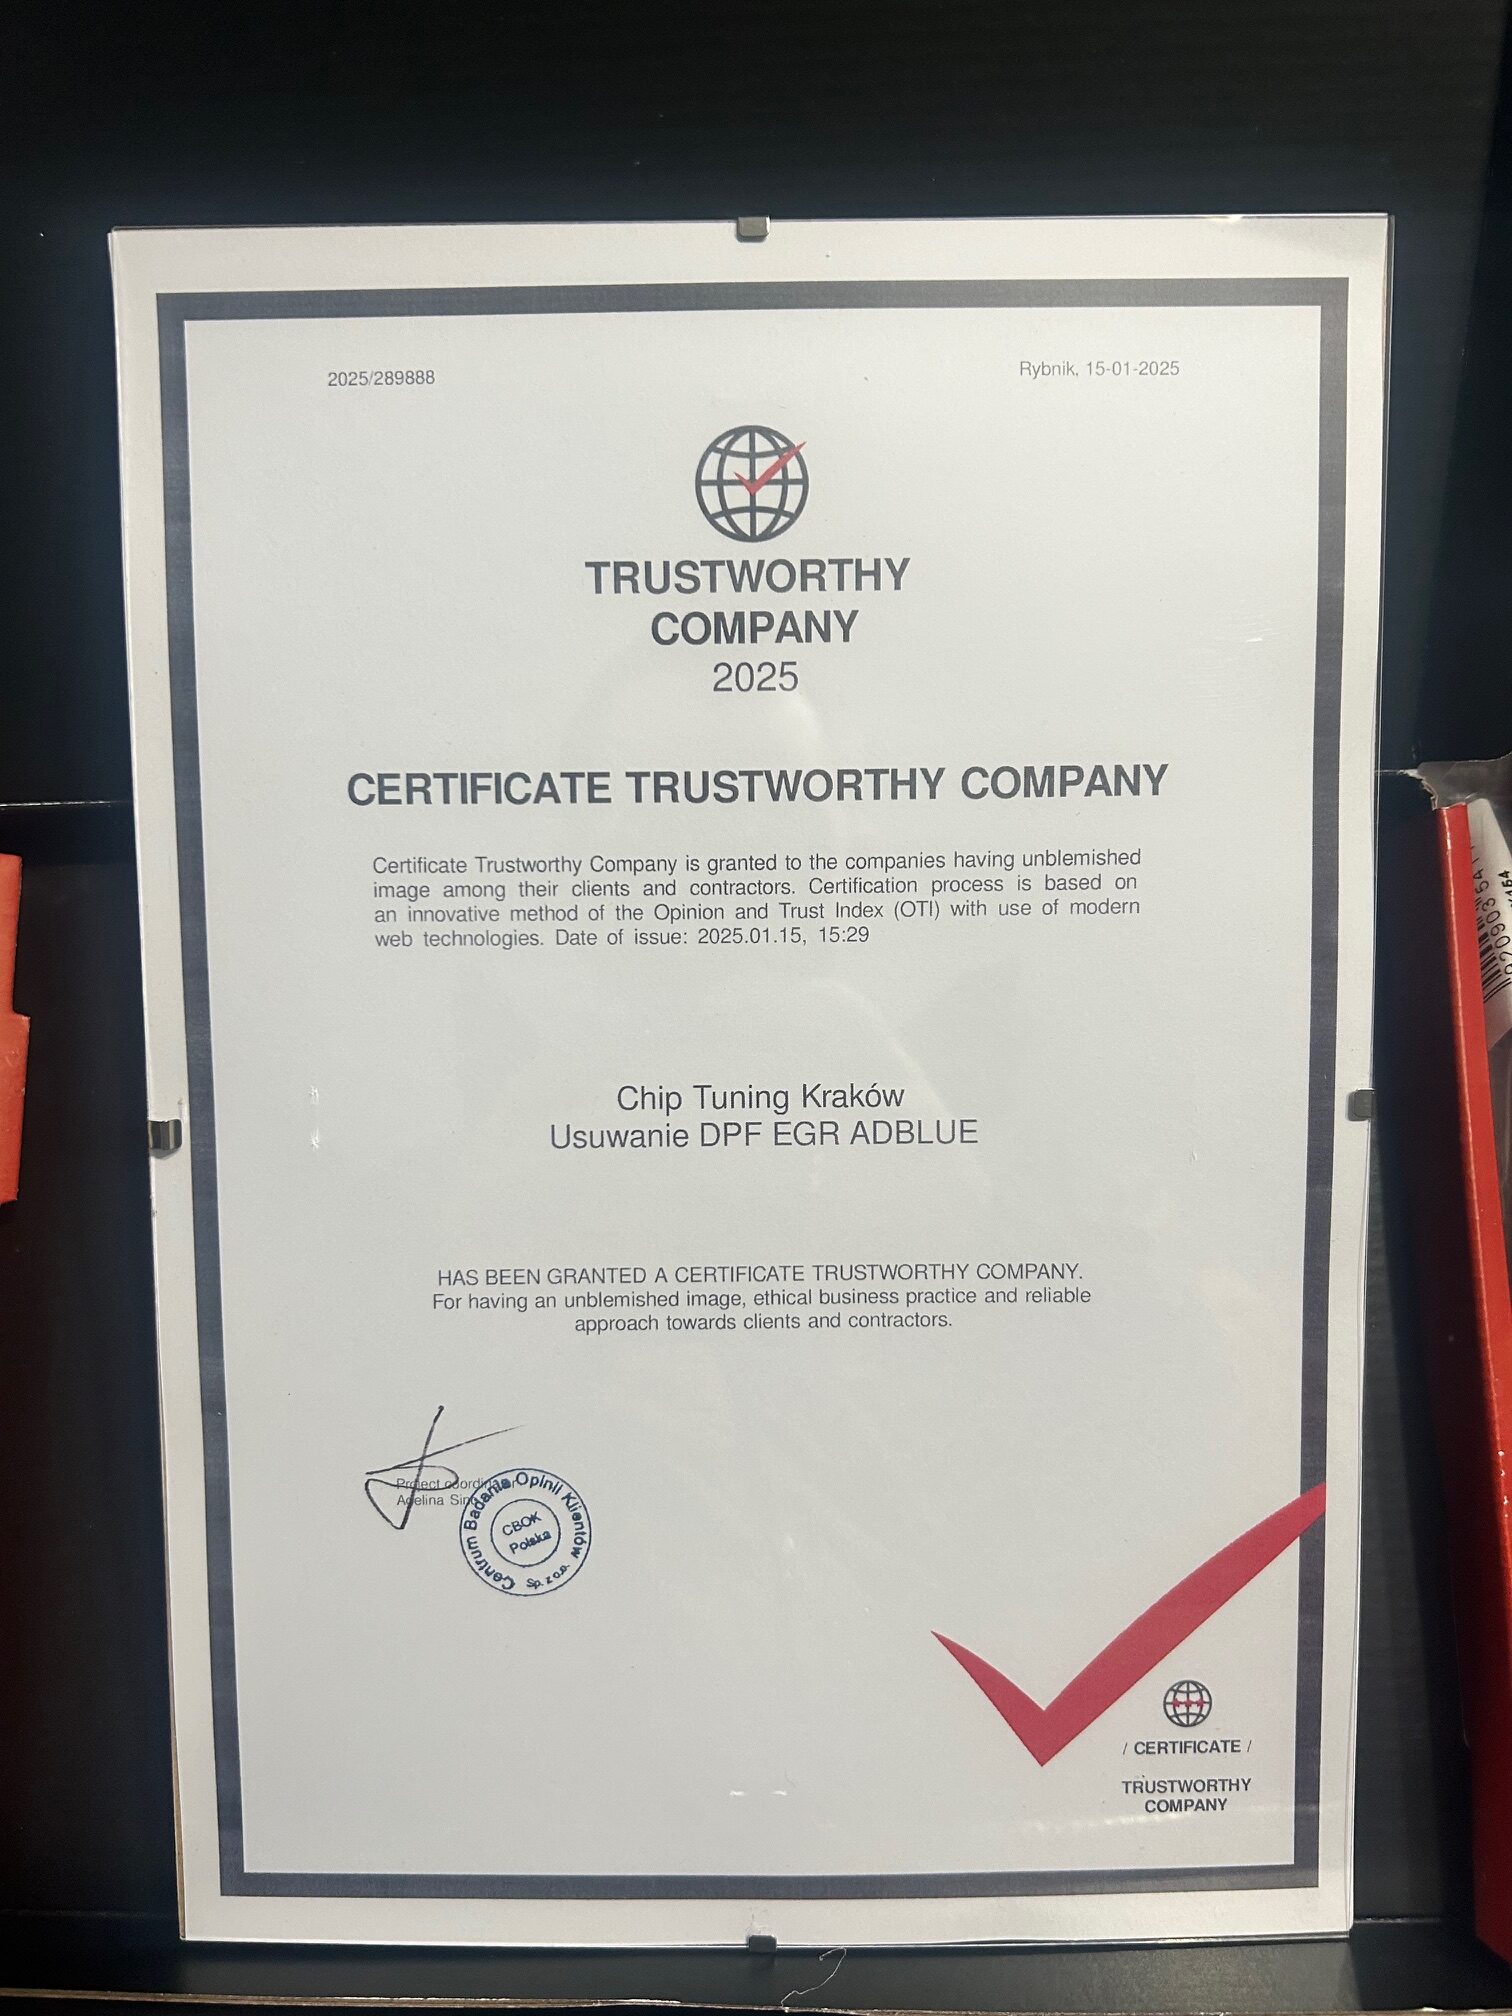 2025/289888
Rybnik, 15-01-2025
TRUSTWORTHY
COMPANY
2025
CERTIFICATE TRUSTWORTHY COMPANY
Certificate Trustworthy Company is granted to the companies having unblemished
image among their clients and contractors. Certification process is based on
an innovative method of the Opinion and Trust Index (OTI) with use of modern
web technologies. Date of issue: 2025.01.15, 15:29
Chip Tuning Kraków
Usuwanie DPF EGR ADBLUE
HAS BEEN GRANTED A CERTIFICATE TRUSTWORTHY COMPANY.
For having an unblemished image, ethical business practice and reliable
approach towards clients and contractors.
Project
Adelina
Centrum Badania Opinii Klientów
Sp. z o.o.
CBOK
Polska
/ CERTIFICATE /
TRUSTWORTHY
COMPANY